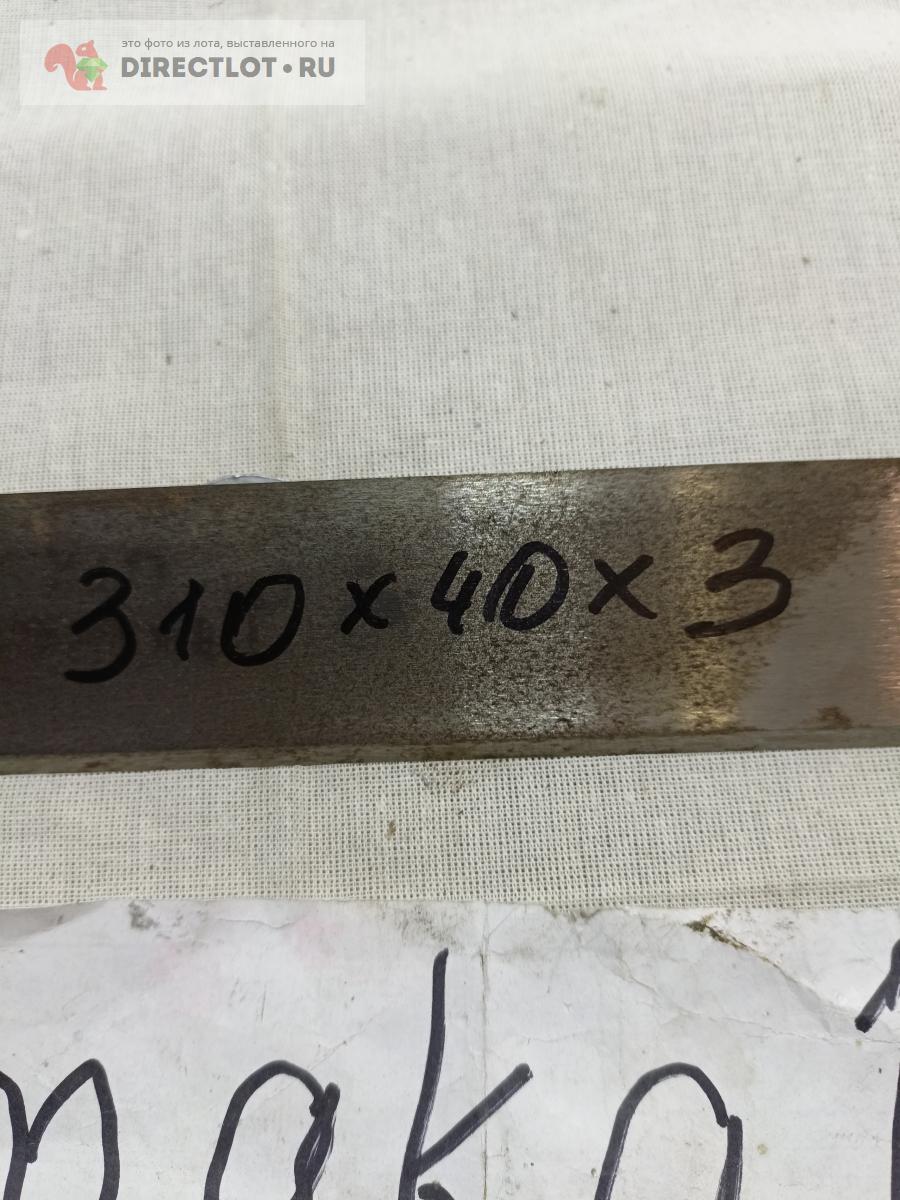 это фото из лота, выставленного на
DIRECTLOT•RU
310 x 40 x 3